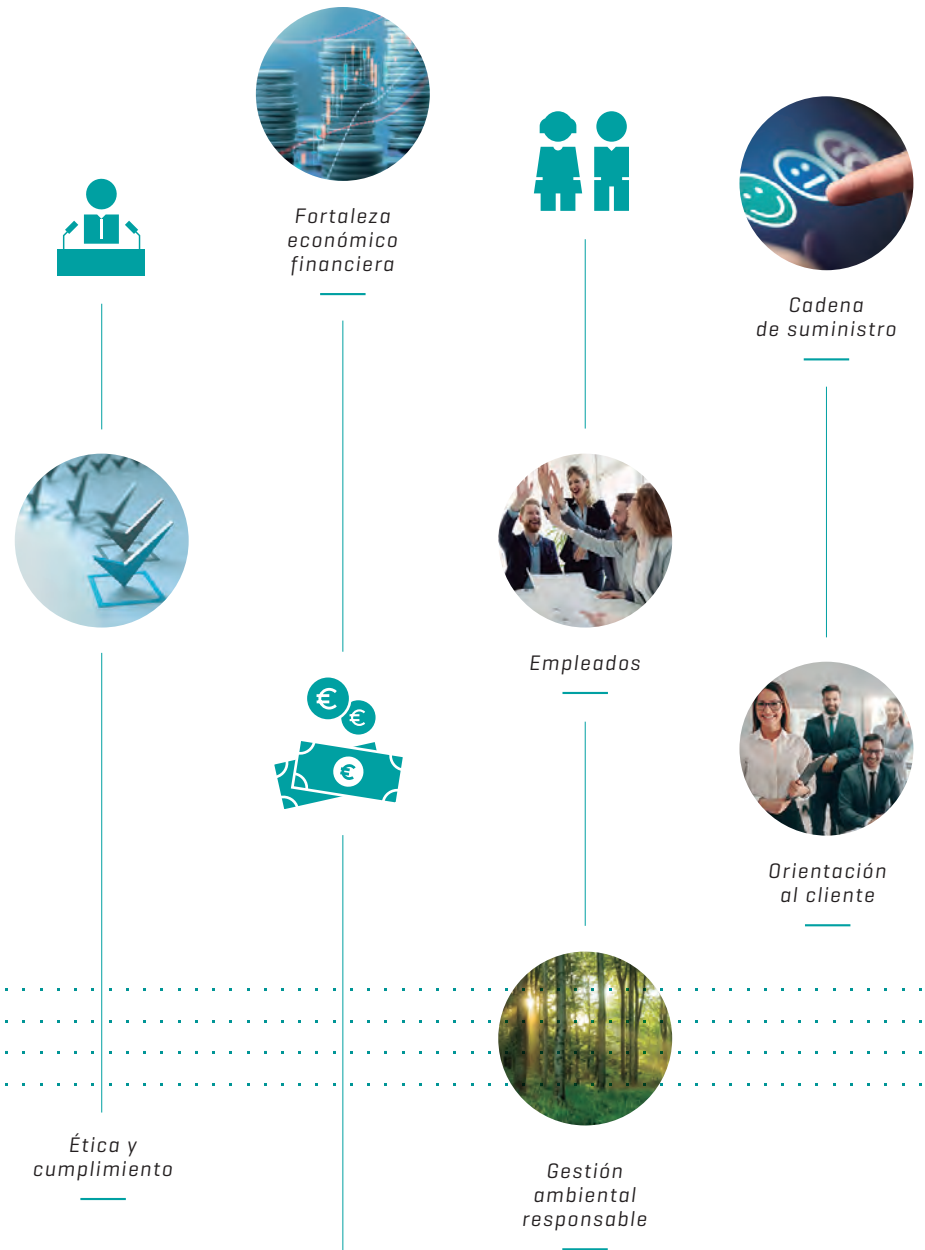 Fortaleza
económico
financiera
Cadena
de suministro
Empleados
Orientación
al cliente
Ética y
cumplimiento
Gestión
ambiental
responsable
€
€
€